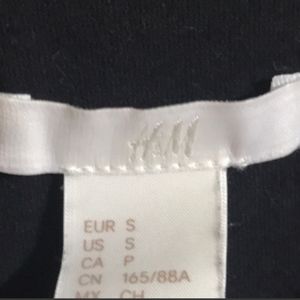 H&M
EUR S
US S
CA P
CN 165/88A
MX CH